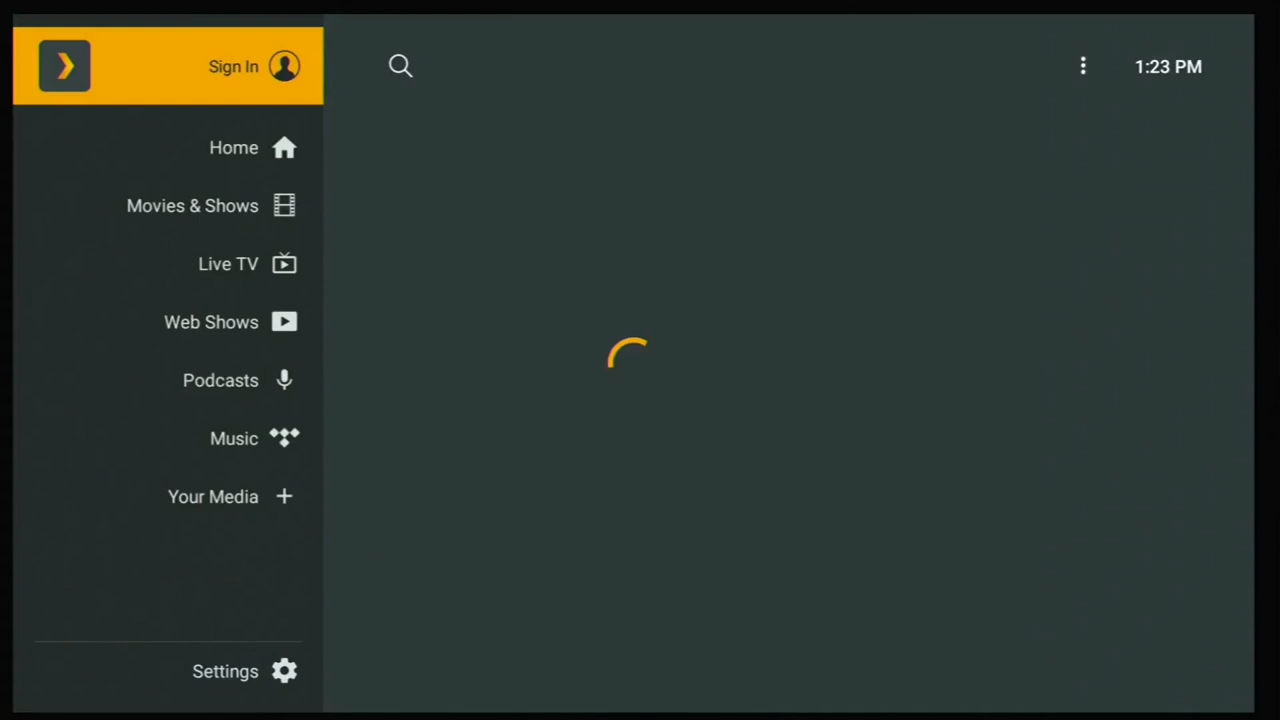 Sign In
1:23 PM
Home
Movies & Shows
Live TV
Web Shows
Podcasts
Music
Your Media
Settings